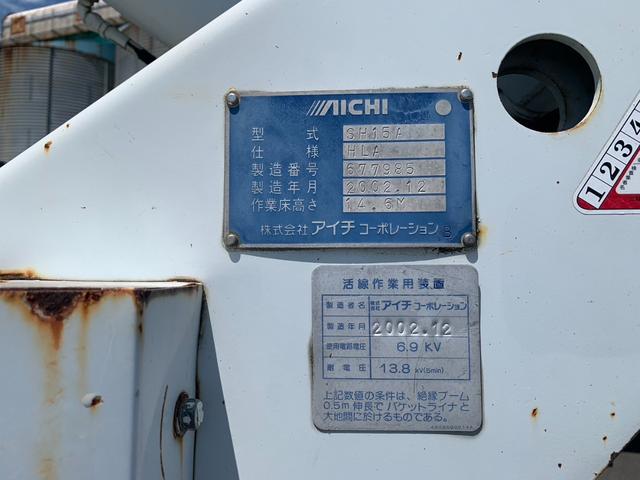 AICHI
型式 SH15A
仕様 HLA
製造番号 677985
製造年月 2002.12
作業床高さ 14.6M
株式会社 アイチ コーポレーション
活線作業用装置
製造者名 株式会社 アイチ コーポレーション
製造年月 2002.12
使用電路電圧 6.9 KV
耐電圧 13.8 KV(5min)
上記数値の条件は、絶縁ブーム
0.5m 伸長で バケットライナと
大地間に於けるものである。
1 2 3 4